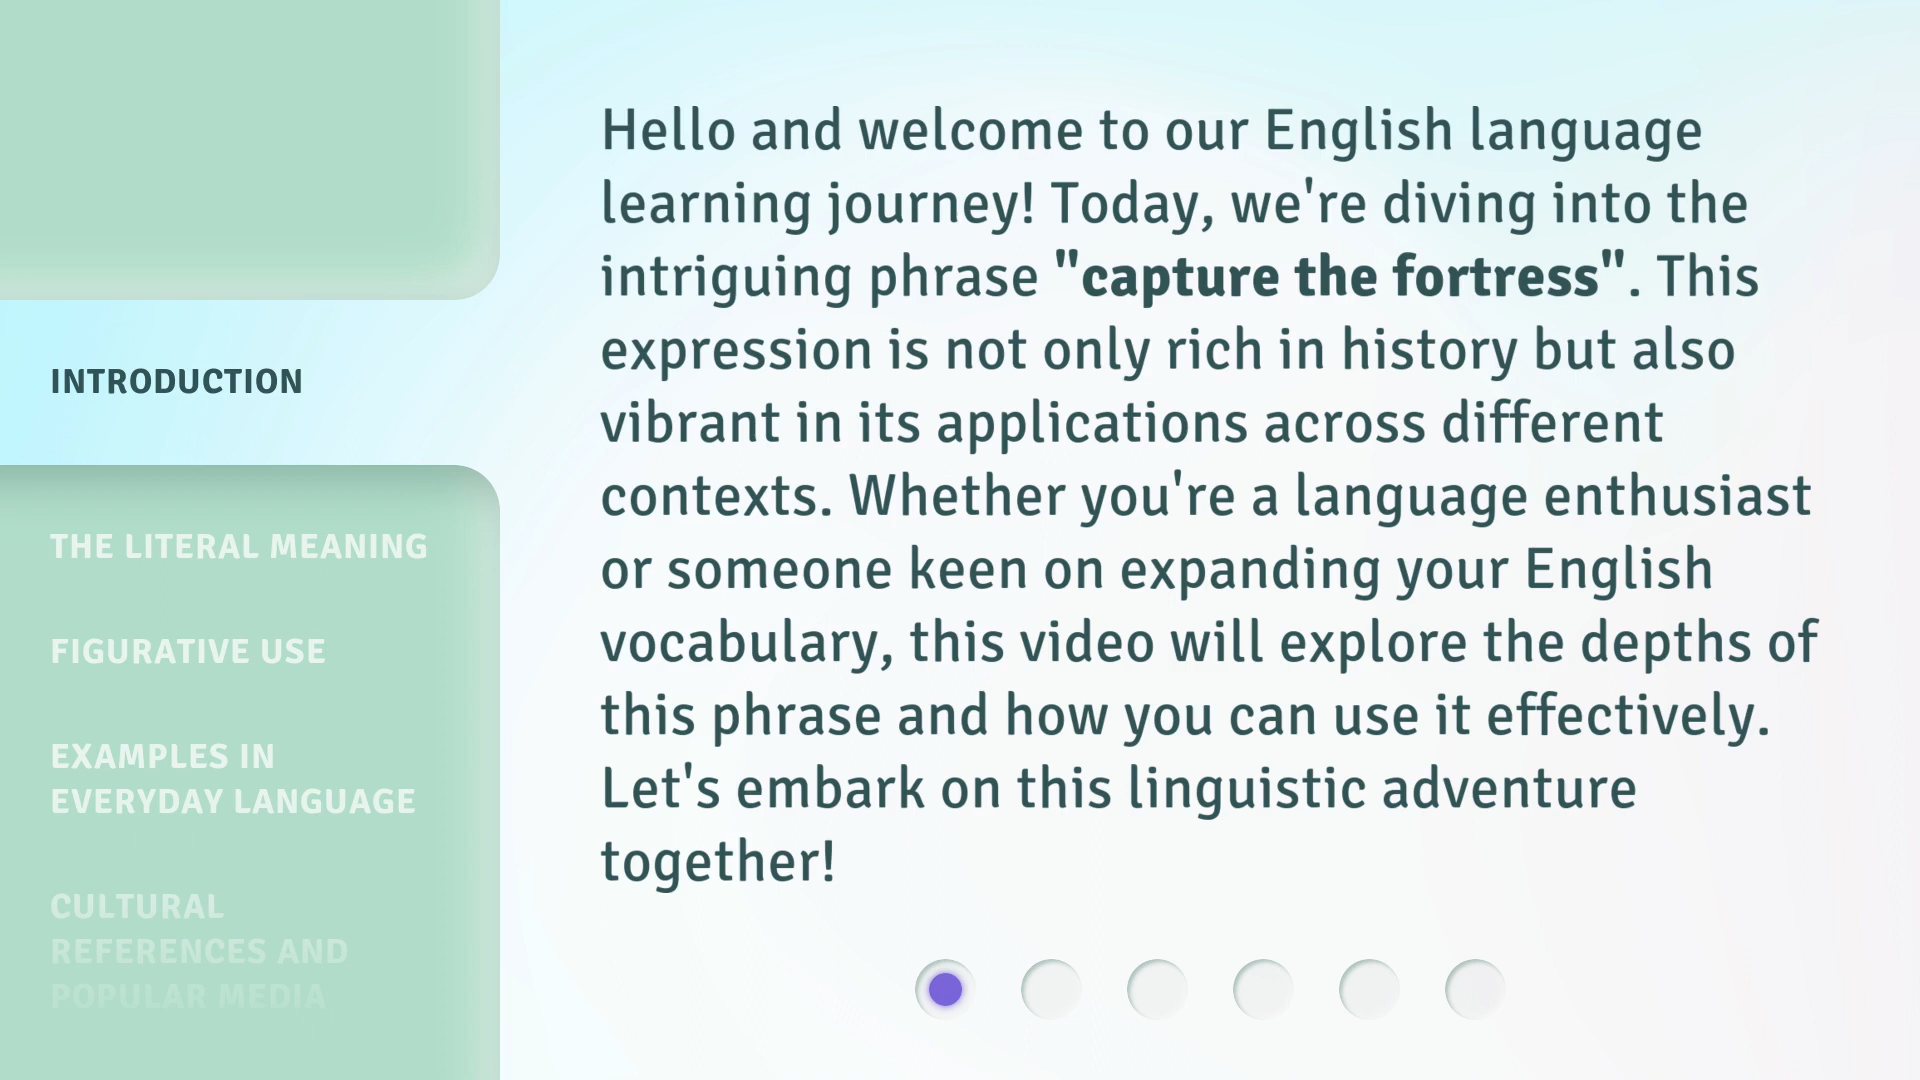 INTRODUCTION
THE LITERAL MEANING
FIGURATIVE USE
EXAMPLES IN
EVERYDAY LANGUAGE
CULTURAL
REFERENCES AND
POPULAR MEDIA
Hello and welcome to our English language
learning journey! Today, we're diving into the
intriguing phrase "capture the fortress". This
expression is not only rich in history but also
vibrant in its applications across different
contexts. Whether you're a language enthusiast
or someone keen on expanding your English
vocabulary, this video will explore the depths of
this phrase and how you can use it effectively.
Let's embark on this linguistic adventure
together!